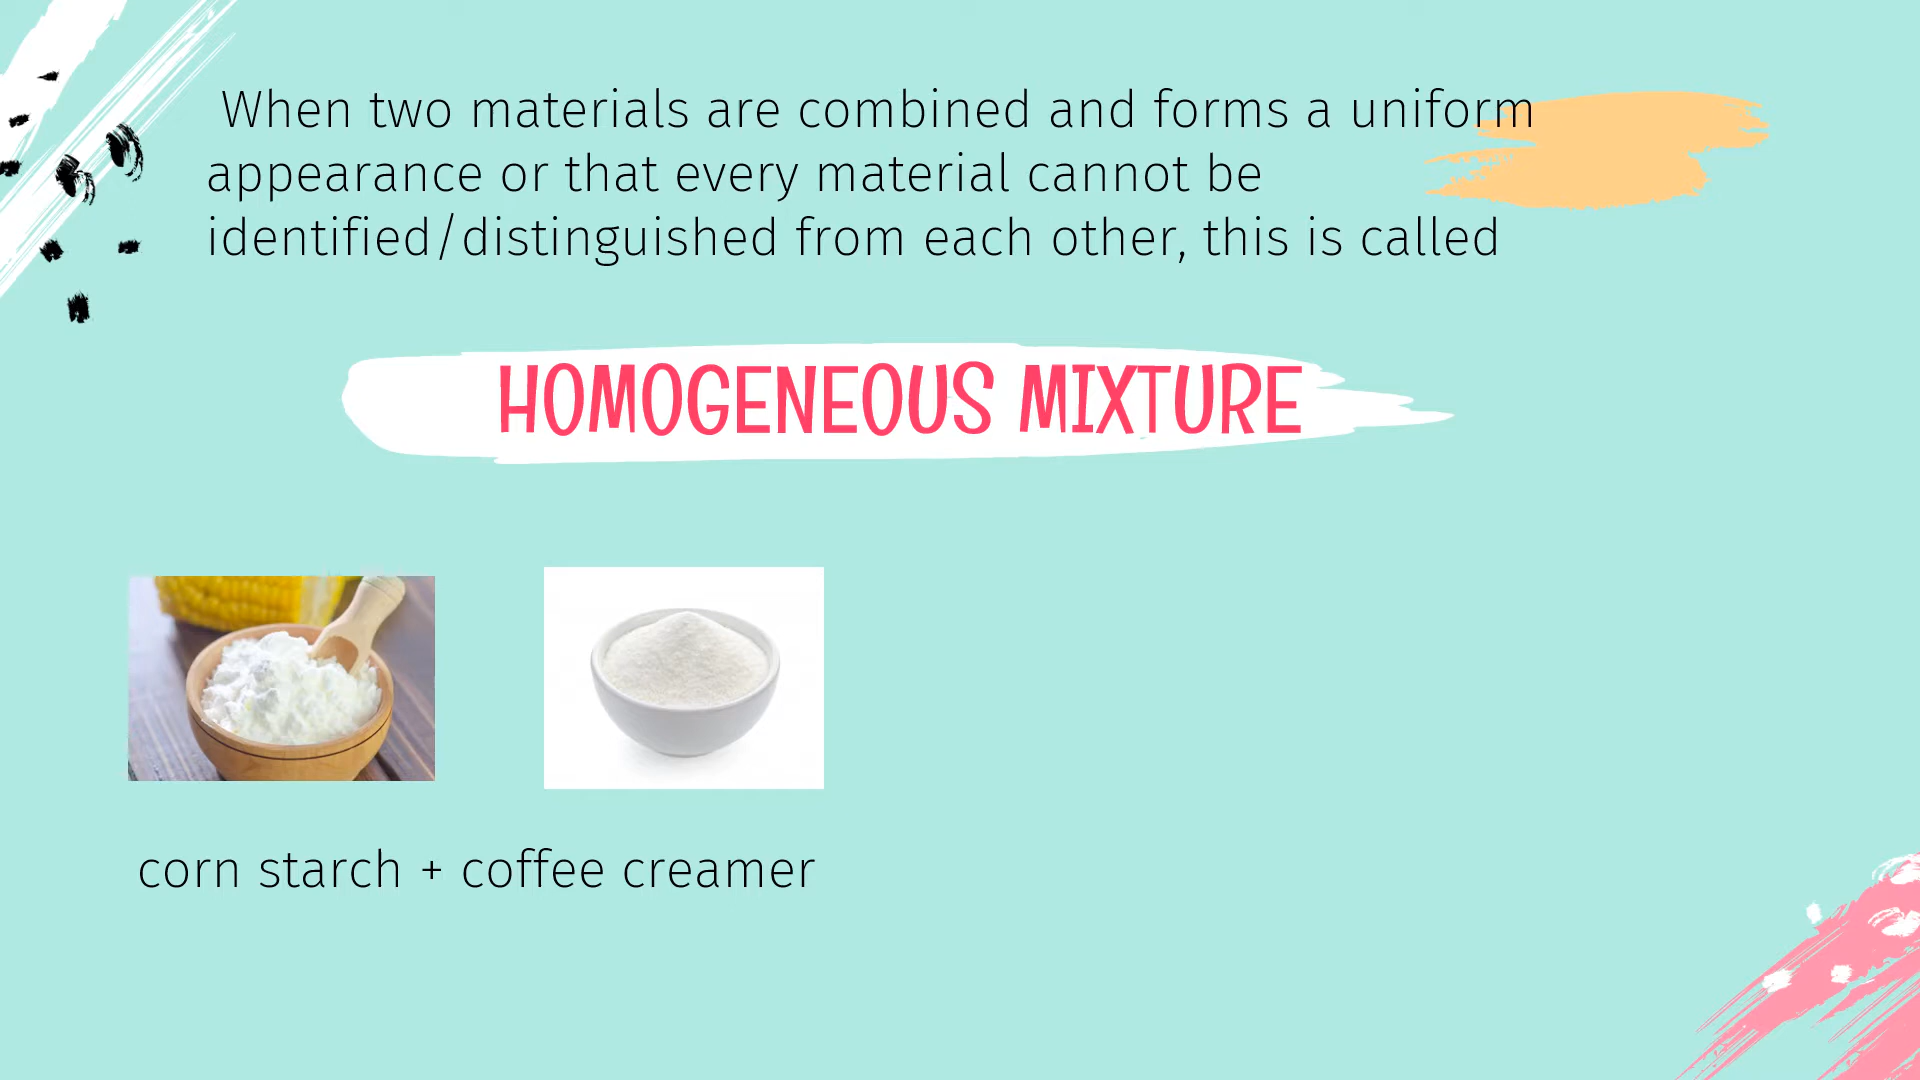 When two materials are combined and forms a uniform
appearance or that every material cannot be
identified/distinguished from each other, this is called
HOMOGENEOUS MIXTURE
corn starch + coffee creamer